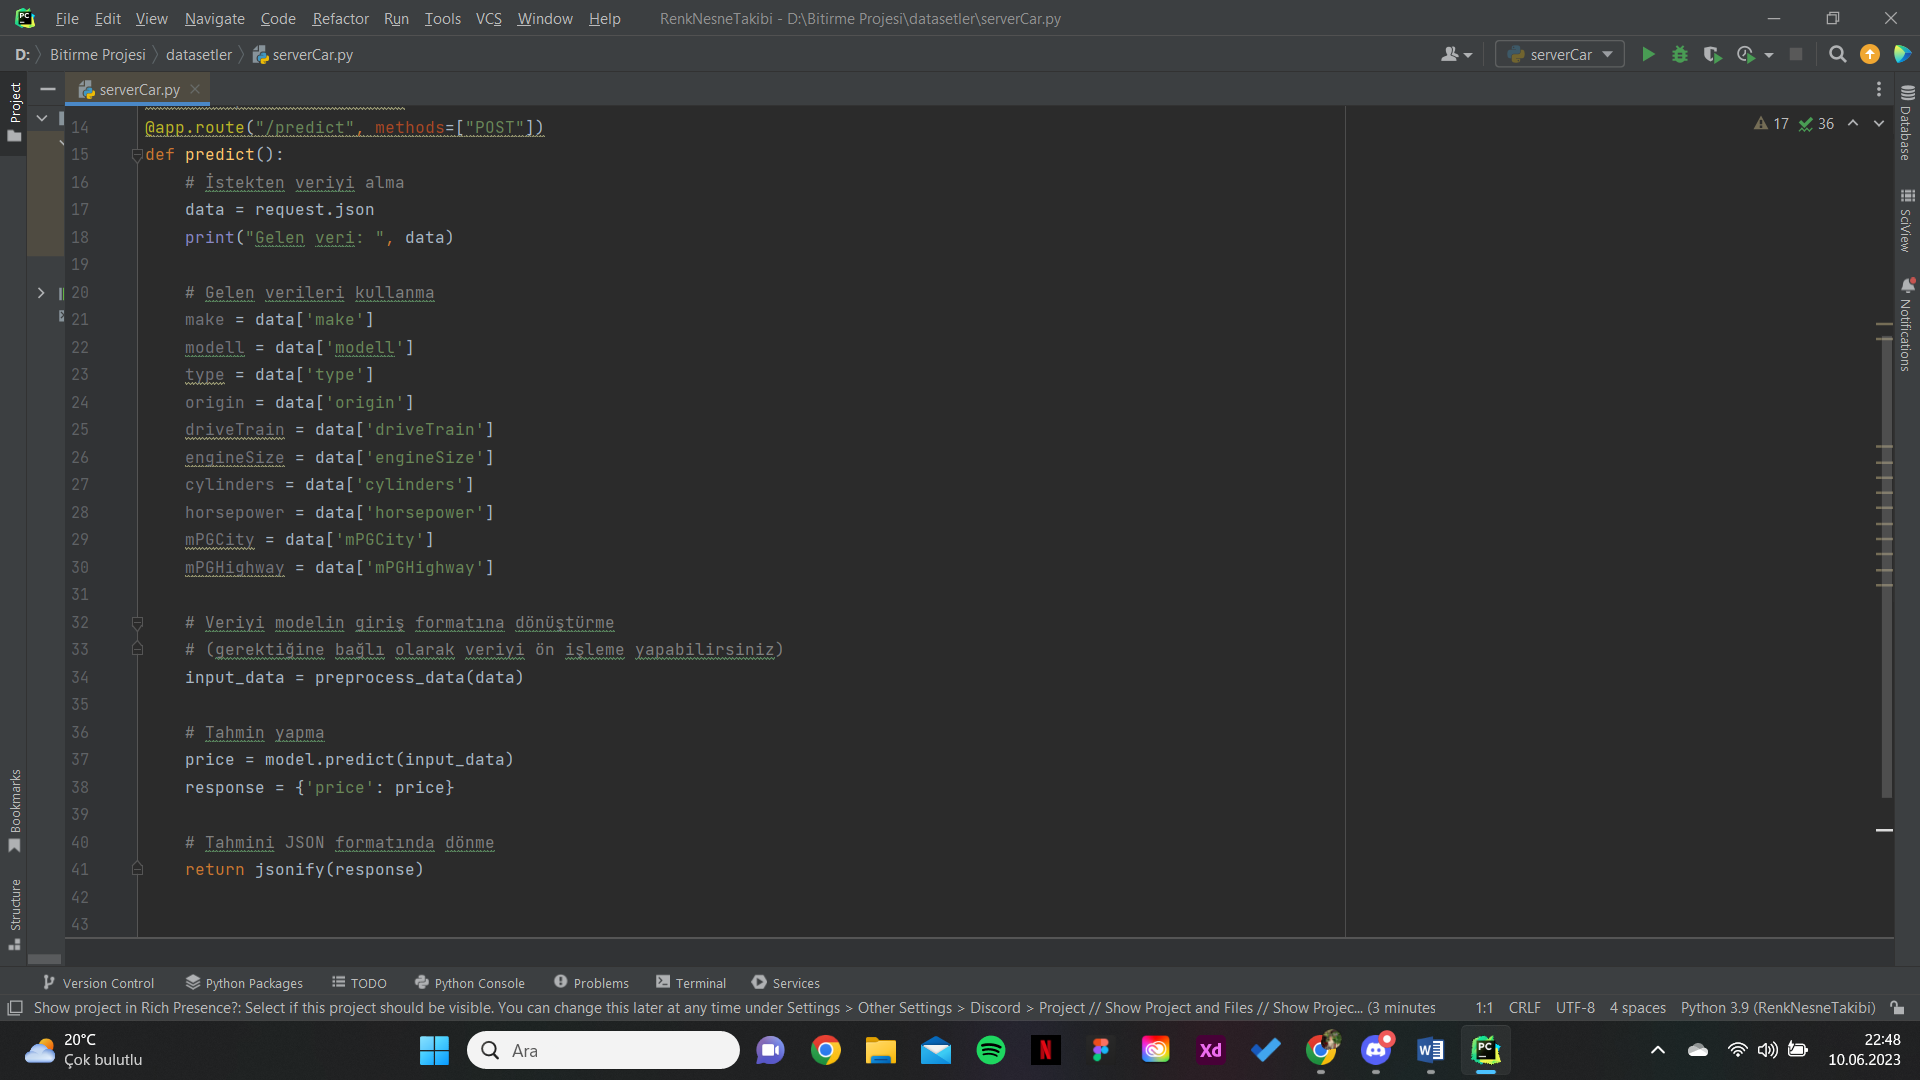 File Edit View Navigate Code Refactor Run Tools VCS Window Help RenkNesneTakibi - D:\Bitirme Projesi\datasetler\serverCar.py
D: Bitirme Projesi datasetler serverCar.py serverCar
Project
serverCar.py
14 @app.route("/predict", methods=["POST"])
15 def predict():
16 # İstekten veriyi alma
17 data = request.json
18 print("Gelen veri: ", data)
19
20 # Gelen verileri kullanma
21 make = data['make']
22 modell = data['modell']
23 type = data['type']
24 origin = data['origin']
25 driveTrain = data['driveTrain']
26 engineSize = data['engineSize']
27 cylinders = data['cylinders']
28 horsepower = data['horsepower']
29 mPGCity = data['mPGCity']
30 mPGHighway = data['mPGHighway']
31
32 # Veriyi modelin giriş formatına dönüştürme
33 # (gerektiğine bağlı olarak veriyi ön işleme yapabilirsiniz)
34 input_data = preprocess_data(data)
35
36 # Tahmin yapma
37 price = model.predict(input_data)
38 response = {'price': price}
39
40 # Tahmini JSON formatında dönme
41 return jsonify(response)
42
43
17 36
Database
SciView
Notifications
Bookmarks
Structure
Version Control Python Packages TODO Python Console Problems Terminal Services
Show project in Rich Presence?: Select if this project should be visible. You can change this later at any time under Settings > Other Settings > Discord > Project // Show Project and Files // Show Projec... (3 minutes 1:1 CRLF UTF-8 4 spaces Python 3.9 (RenkNesneTakibi)
20°C
Çok bulutlu
Ara
N
Xd
W
PC
22:48
10.06.2023